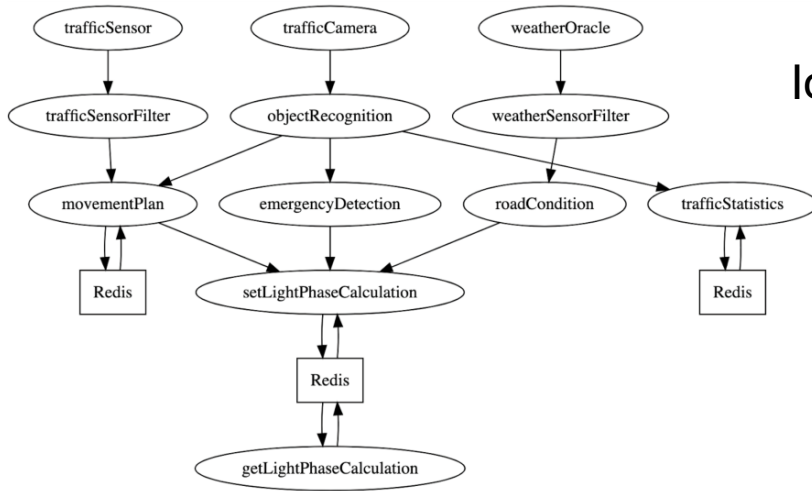 trafficSensor
trafficCamera
weatherOracle
trafficSensorFilter
objectRecognition
weatherSensorFilter
movementPlan
emergencyDetection
roadCondition
trafficStatistics
Redis
setLightPhaseCalculation
Redis
Redis
getLightPhaseCalculation